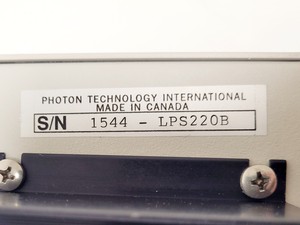 PHOTON TECHNOLOGY INTERNATIONAL
MADE IN CANADA
S/N 1544 - LPS220B